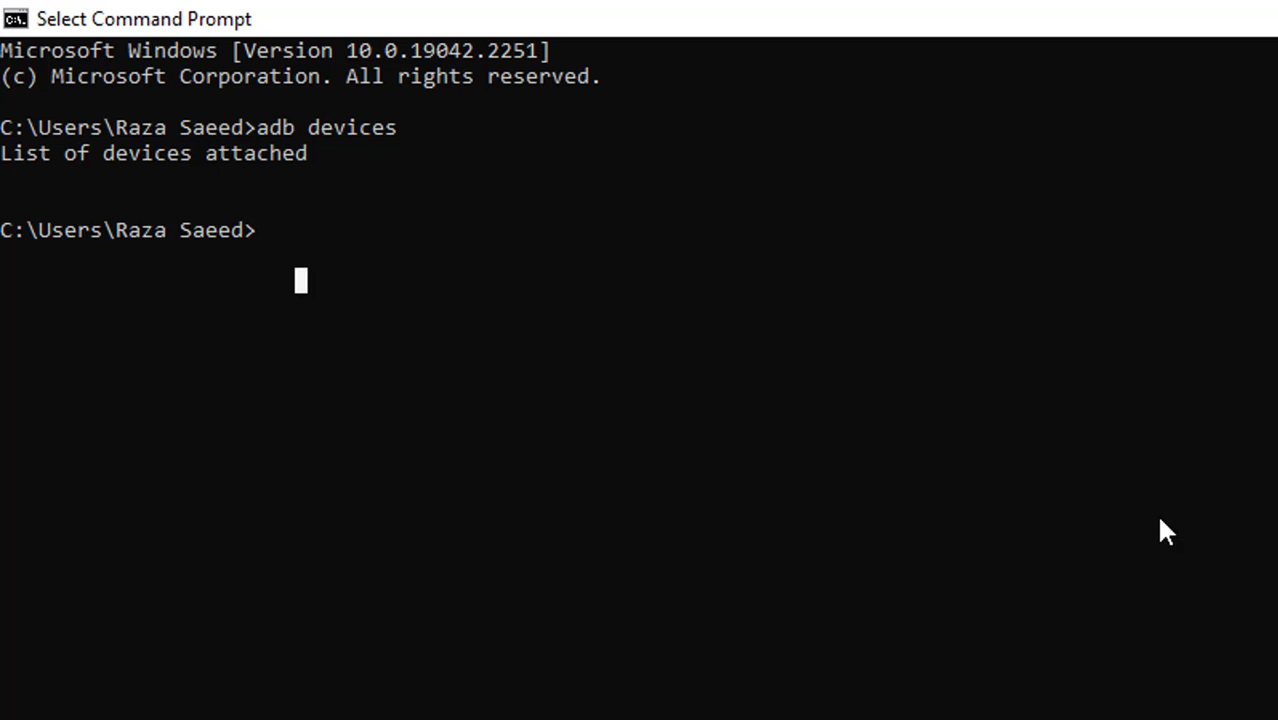 Select Command Prompt
Microsoft Windows [Version 10.0.19042.2251]
(c) Microsoft Corporation. All rights reserved.
C:\Users\Raza Saeed>adb devices
List of devices attached
C:\Users\Raza Saeed>